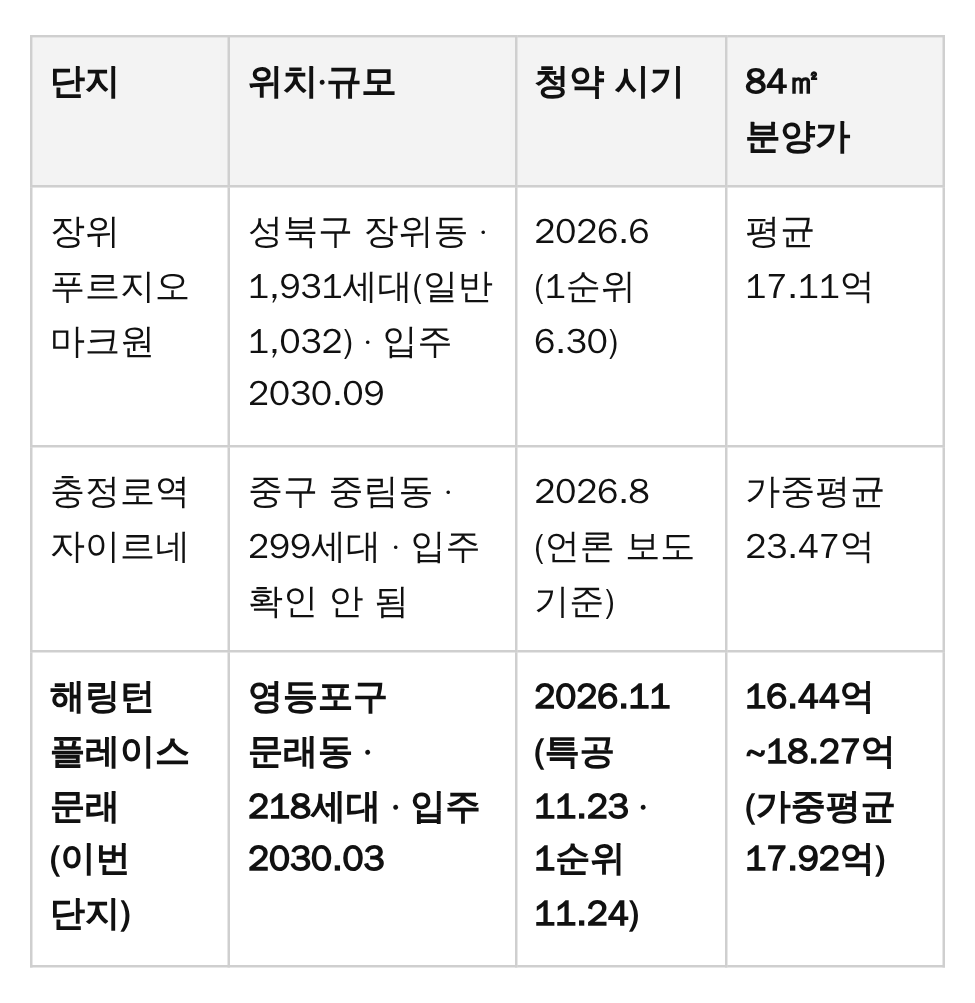 단지
위치·규모
청약 시기
84㎡
분양가
장위
푸르지오
마크원
성북구 장위동 ·
1,931세대(일반
1,032) · 입주
2030.09
2026.6
(1순위
6.30)
평균
17.11억
충정로역
자이르네
중구 중림동 ·
299세대 · 입주
확인 안 됨
2026.8
(언론 보도
기준)
가중평균
23.47억
해링턴
플레이스
문래
(이번
단지)
영등포구
문래동 ·
218세대 · 입주
2030.03
2026.11
(특공
11.23 ·
1순위
11.24)
16.44억
~18.27억
(가중평균
17.92억)